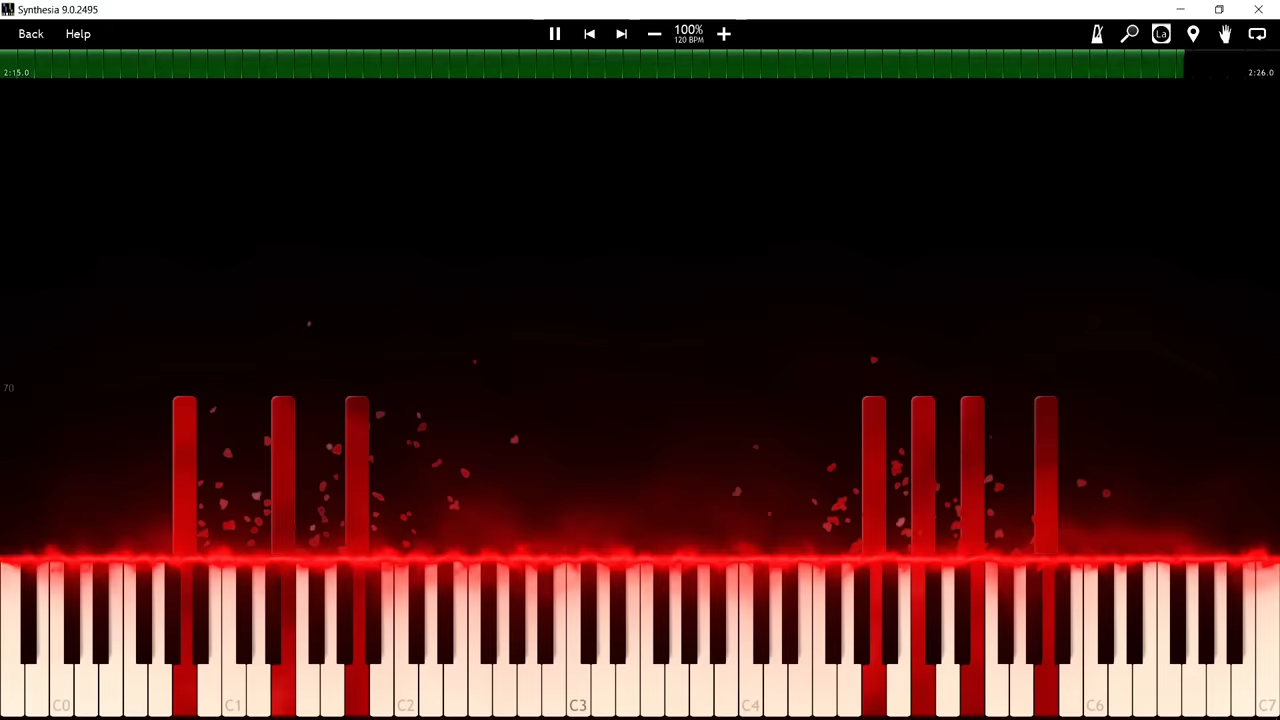 Synthesia 9.0.2495
Back Help 100% La
120 BPM
2:15.0 2:26.0
70
C0 C1 C2 C3 C4 C6 C7